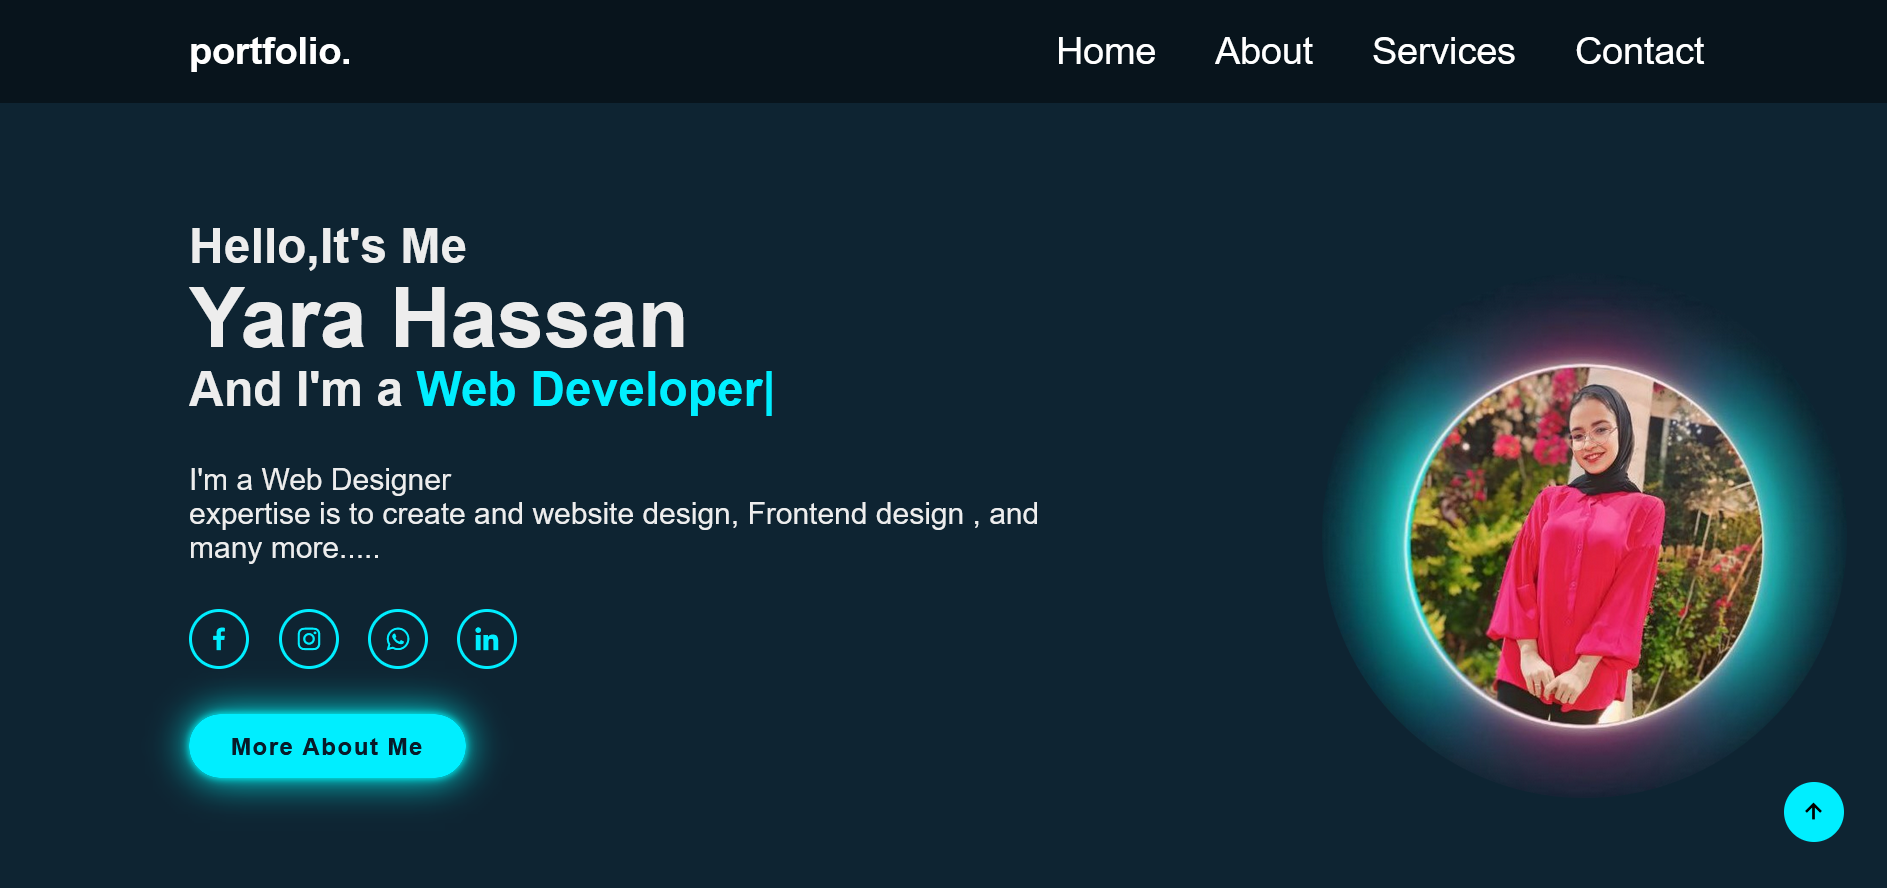 portfolio.
Home About Services Contact
Hello,It's Me
Yara Hassan
And I'm a Web Developer|
I'm a Web Designer
expertise is to create and website design, Frontend design , and
many more.....
More About Me